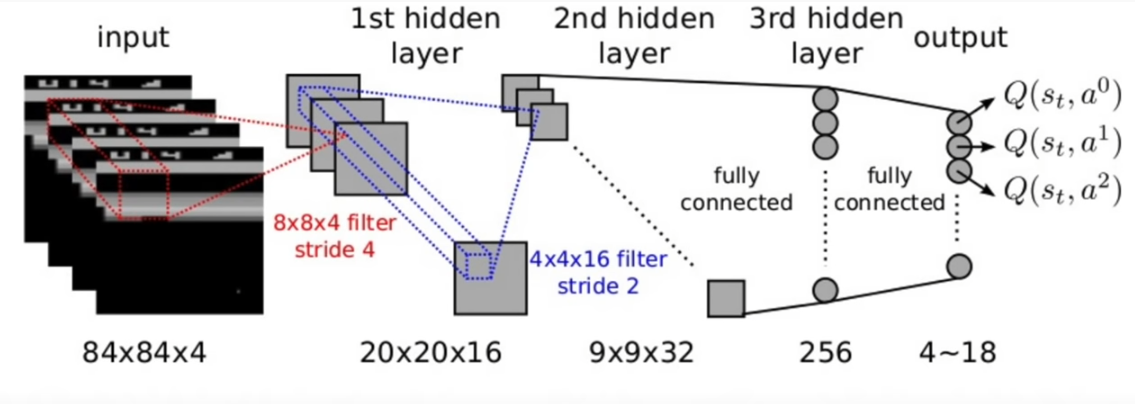 input
1st hidden
layer
2nd hidden
layer
3rd hidden
layer
output
Q(s_t, a^0)
Q(s_t, a^1)
Q(s_t, a^2)
fully
connected
fully
connected
8x8x4 filter
stride 4
4x4x16 filter
stride 2
84x84x4
20x20x16
9x9x32
256
4~18